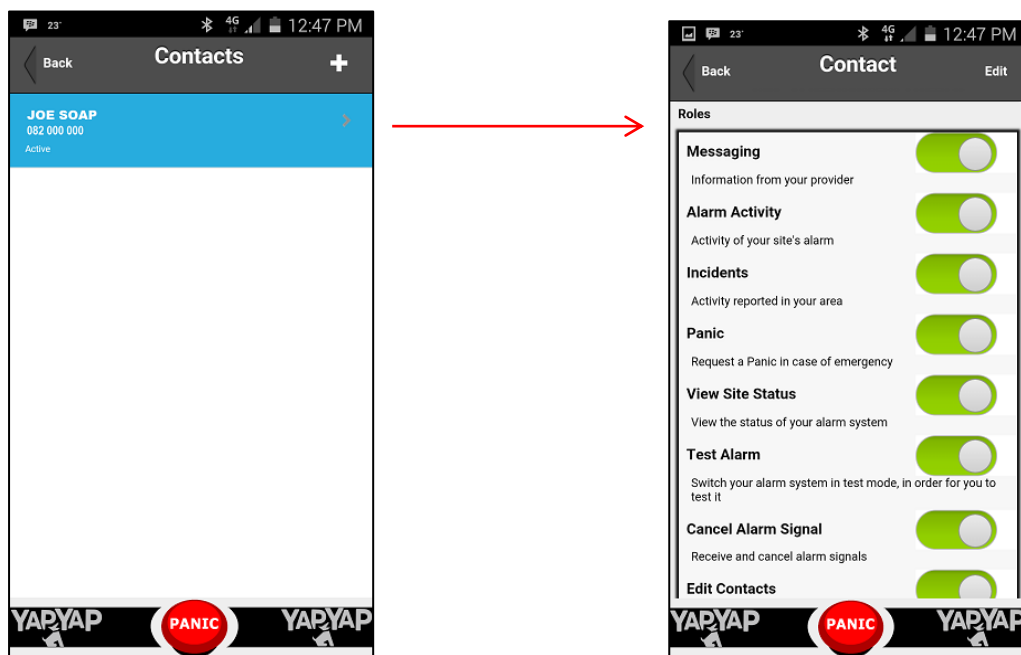 23°
4G
12:47 PM
Back
Contacts
+
JOE SOAP
082 000 000
Active
YAPYAP
PANIC
YAPYAP
23°
4G
12:47 PM
Back
Contact
Edit
Roles
Messaging
Information from your provider
Alarm Activity
Activity of your site's alarm
Incidents
Activity reported in your area
Panic
Request a Panic in case of emergency
View Site Status
View the status of your alarm system
Test Alarm
Switch your alarm system in test mode, in order for you to
test it
Cancel Alarm Signal
Receive and cancel alarm signals
Edit Contacts
YAPYAP
PANIC
YAPYAP